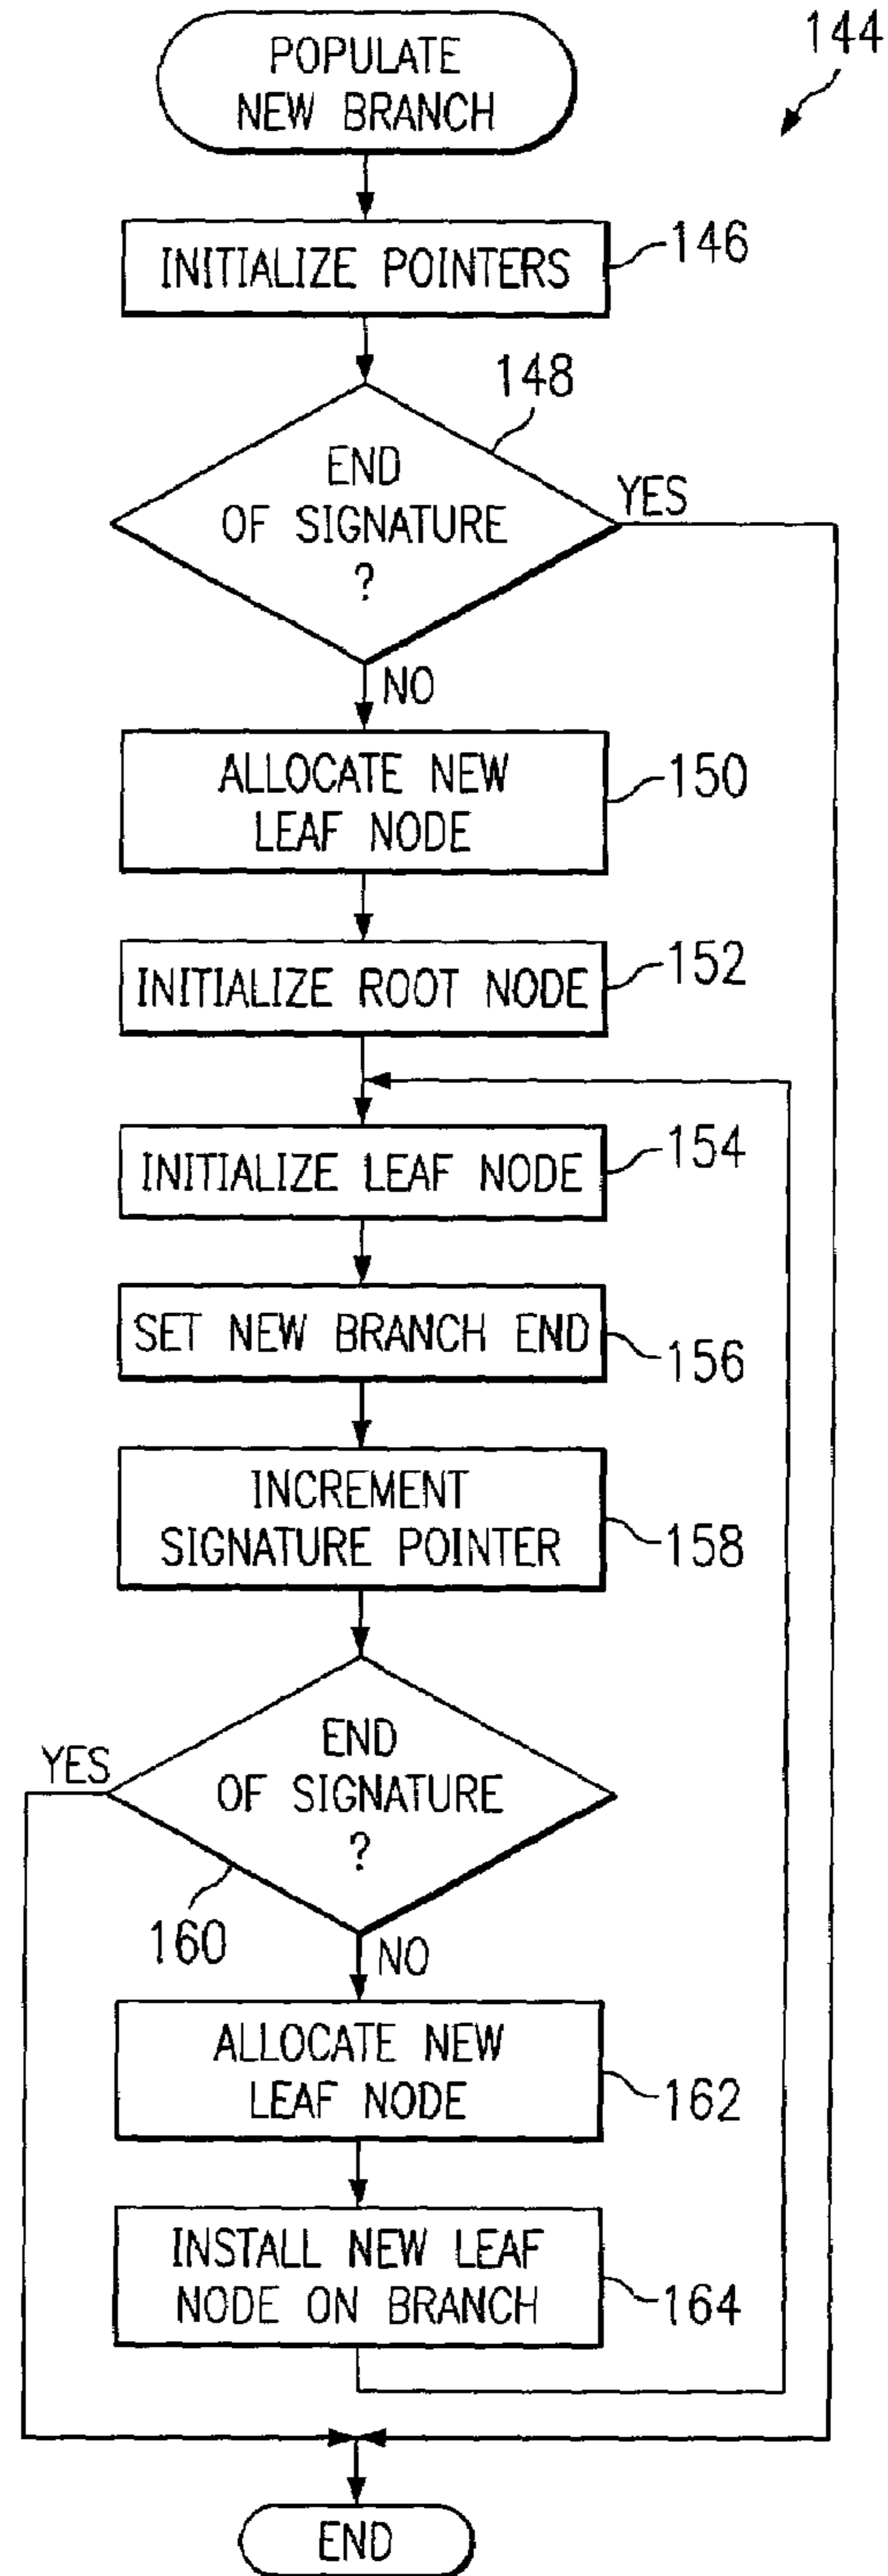 144
POPULATE
NEW BRANCH
INITIALIZE POINTERS
146
148
END
OF SIGNATURE
?
YES
NO
ALLOCATE NEW
LEAF NODE
150
INITIALIZE ROOT NODE
152
INITIALIZE LEAF NODE
154
SET NEW BRANCH END
156
INCREMENT
SIGNATURE POINTER
158
END
OF SIGNATURE
?
YES
160
NO
ALLOCATE NEW
LEAF NODE
162
INSTALL NEW LEAF
NODE ON BRANCH
164
END